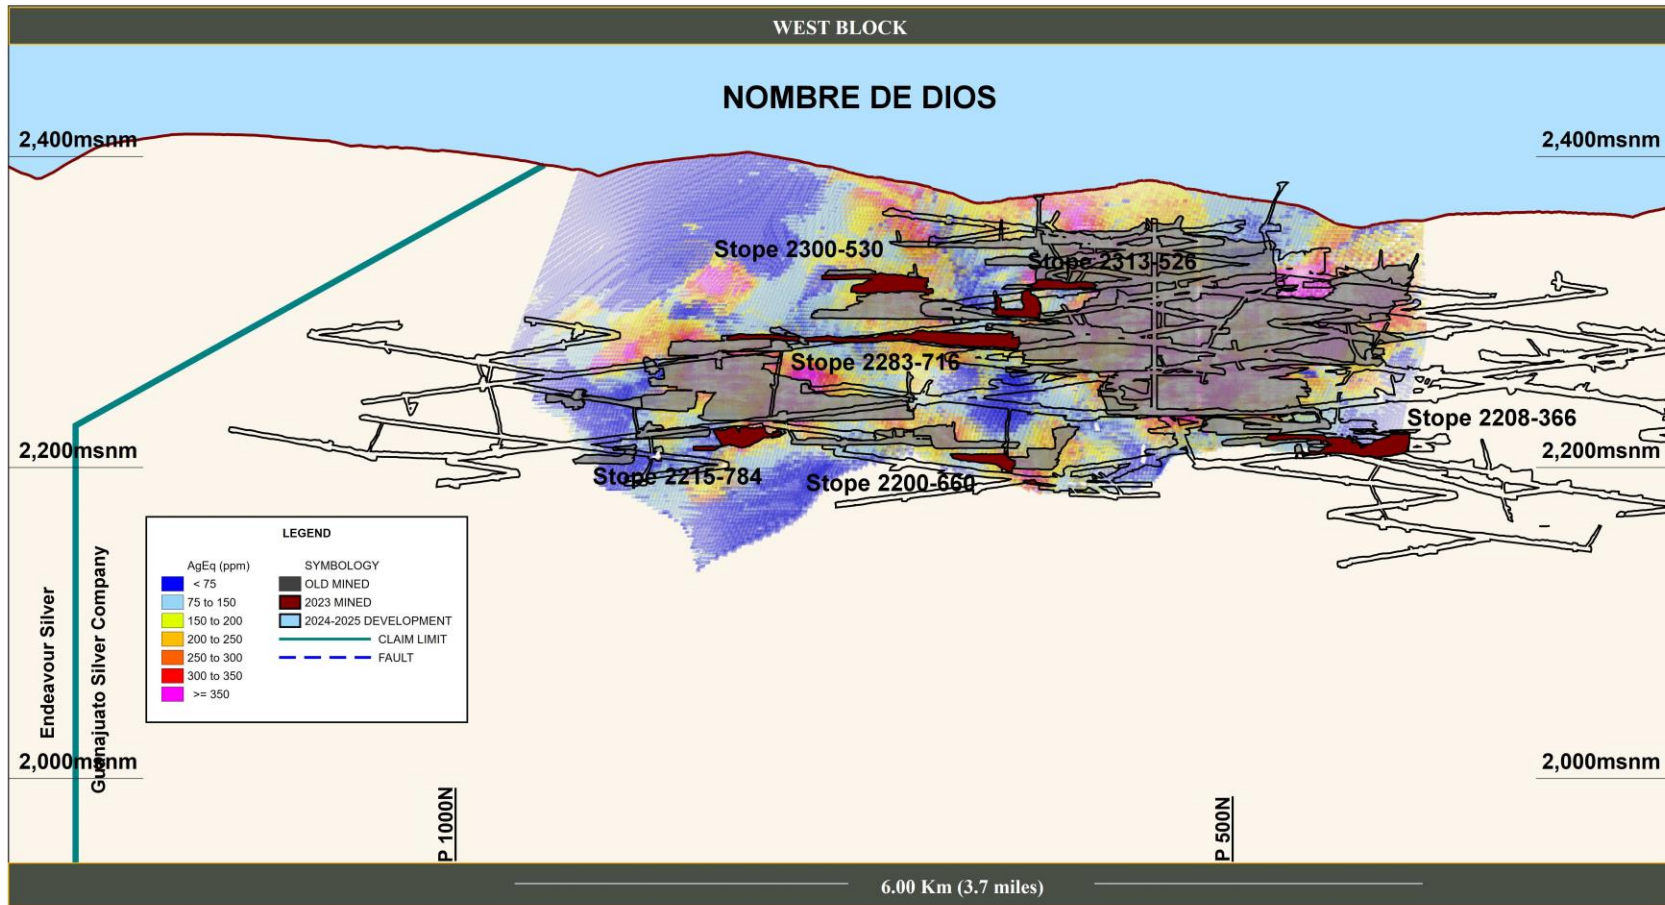 WEST BLOCK
NOMBRE DE DIOS
2,400msnm
2,400msnm
Stope 2300-530
Stope 2313-526
Stope 2283-716
Stope 2208-366
2,200msnm
2,200msnm
Stope 2215-784
Stope 2200-660
LEGEND
AgEq (ppm)
SYMBOLOGY
< 75
OLD MINED
75 to 150
2023 MINED
150 to 200
2024-2025 DEVELOPMENT
200 to 250
CLAIM LIMIT
250 to 300
FAULT
300 to 350
>= 350
Endeavour Silver
Guanajuato Silver Company
2,000msnm
2,000msnm
P 1000N
P 500N
6.00 Km (3.7 miles)